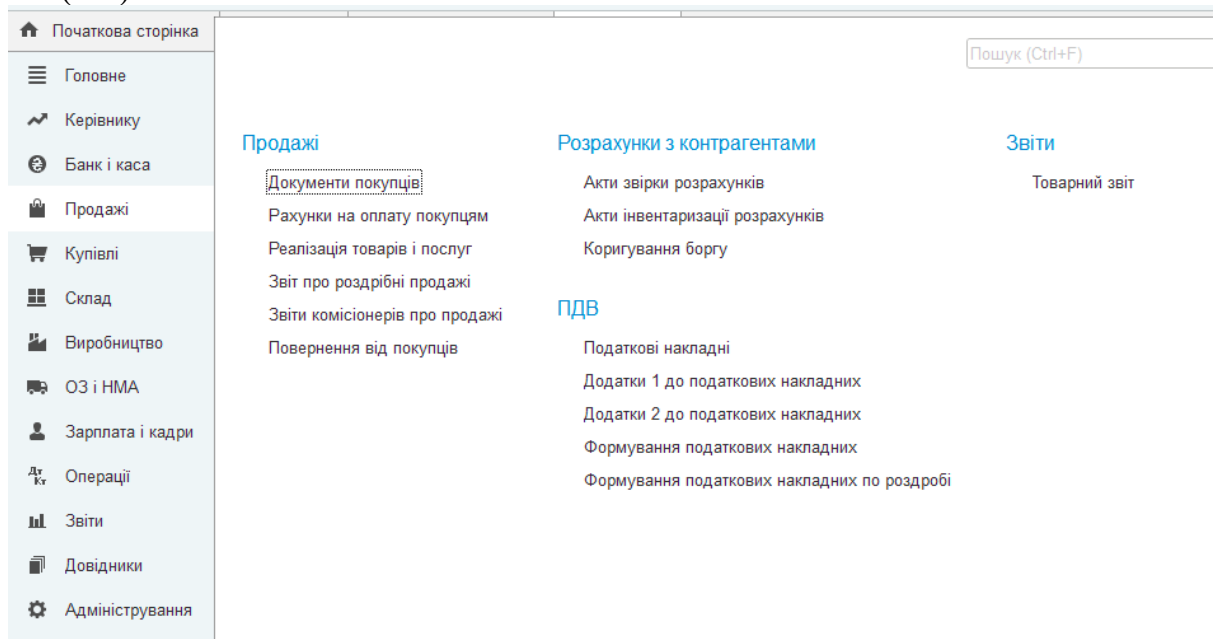 Початкова сторінка
Головне
Керівнику
Банк і каса
Продажі
Купівлі
Склад
Виробництво
ОЗ і НМА
Зарплата і кадри
Дт Кт Операції
Звіти
Довідники
Адміністрування
Пошук (Ctrl+F)
Продажі
Документи покупців
Рахунки на оплату покупцям
Реалізація товарів і послуг
Звіт про роздрібні продажі
Звіти комісіонерів про продажі
Повернення від покупців
Розрахунки з контрагентами
Акти звірки розрахунків
Акти інвентаризації розрахунків
Коригування боргу
ПДВ
Податкові накладні
Додатки 1 до податкових накладних
Додатки 2 до податкових накладних
Формування податкових накладних
Формування податкових накладних по роздробі
Звіти
Товарний звіт